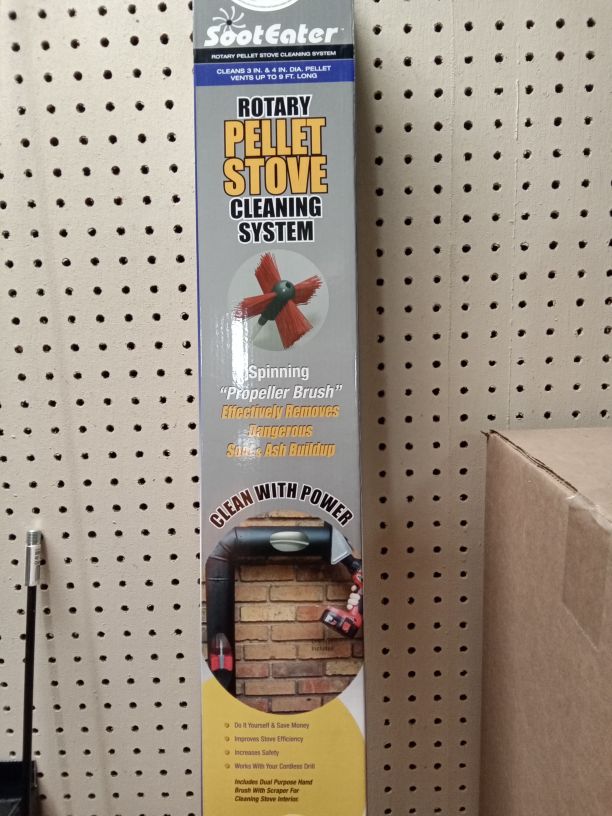 SootEater
ROTARY PELLET STOVE CLEANING SYSTEM
CLEANS 3 IN. & 4 IN. DIA. PELLET
VENTS UP TO 9 FT. LONG
ROTARY
PELLET
STOVE
CLEANING
SYSTEM
Spinning
"Propeller Brush"
Effectively Removes
Dangerous
Soot & Ash Buildup
CLEAN WITH POWER
Included
Do It Yourself & Save Money
Improves Stove Efficiency
Increases Safety
Works With Your Cordless Drill
Includes Dual Purpose Hand
Brush With Scraper For
Cleaning Stove Interior.